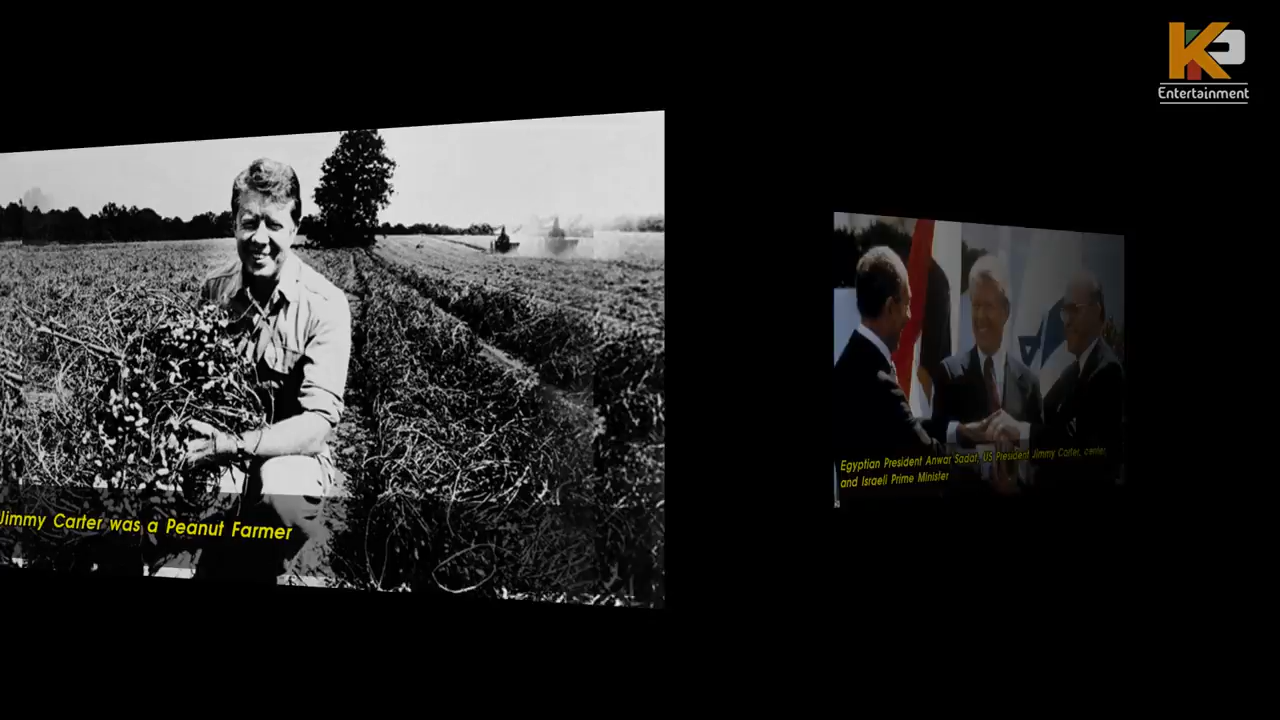 KP
Entertainment
Jimmy Carter was a Peanut Farmer
Egyptian President Anwar Sadat, US President Jimmy Carter, center,
and Israeli Prime Minister